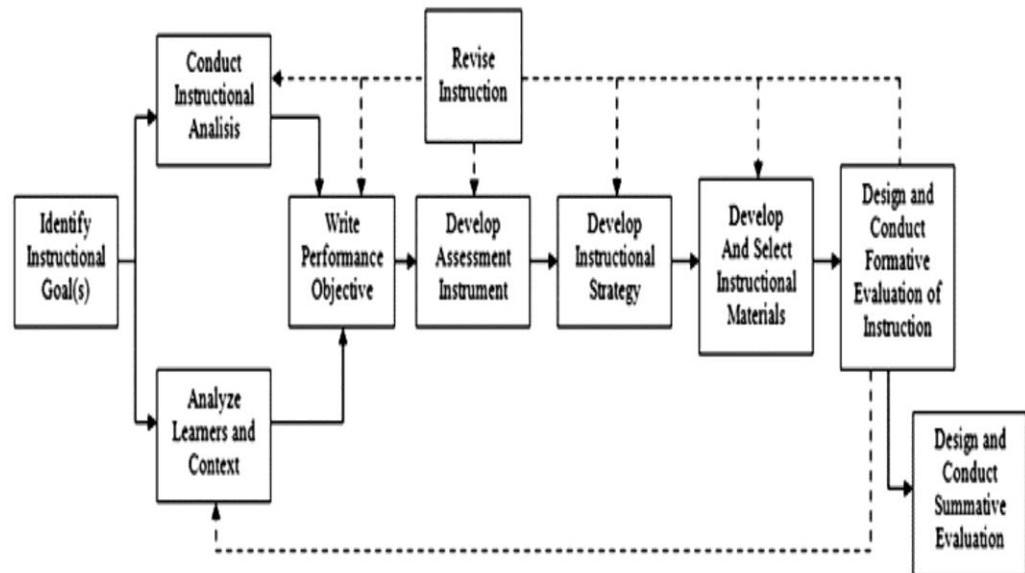 Conduct
Instructional
Analisis
Revise
Instruction
Identify
Instructional
Goal(s)
Write
Performance
Objective
Develop
Assessment
Instrument
Develop
Instructional
Strategy
Develop
And Select
Instructional
Materials
Design and
Conduct
Formative
Evaluation of
Instruction
Analyze
Learners and
Context
Design and
Conduct
Summative
Evaluation